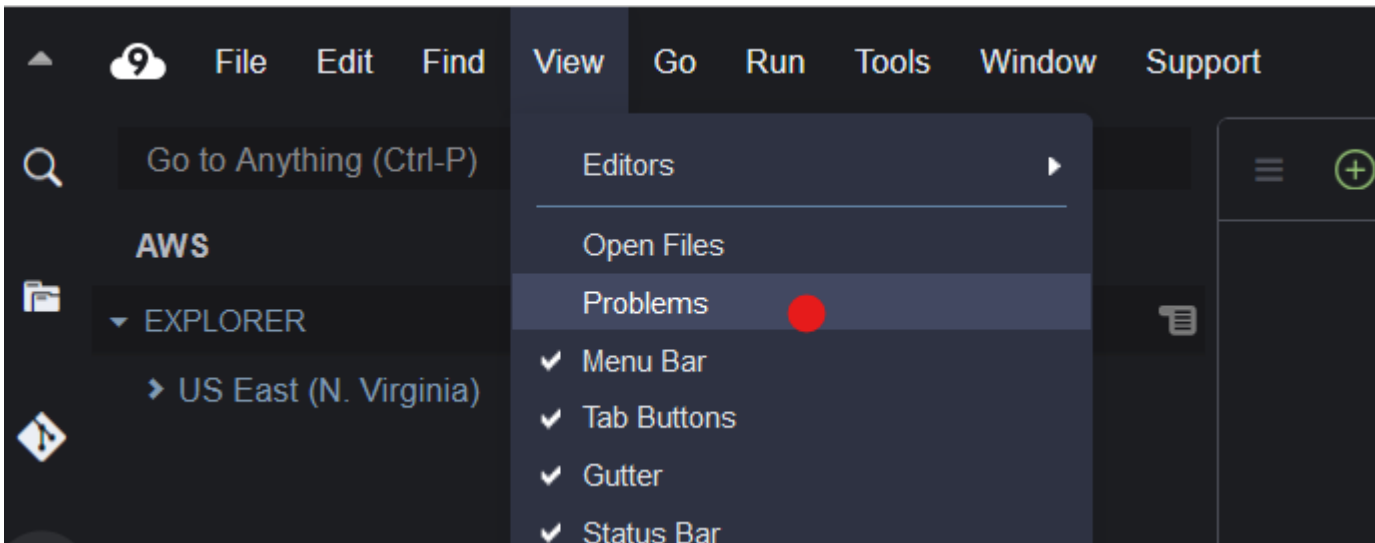 9 File Edit Find View Go Run Tools Window Support
Go to Anything (Ctrl-P)
Editors
AWS
Open Files
Problems
EXPLORER
Menu Bar
US East (N. Virginia)
Tab Buttons
Gutter
Status Bar